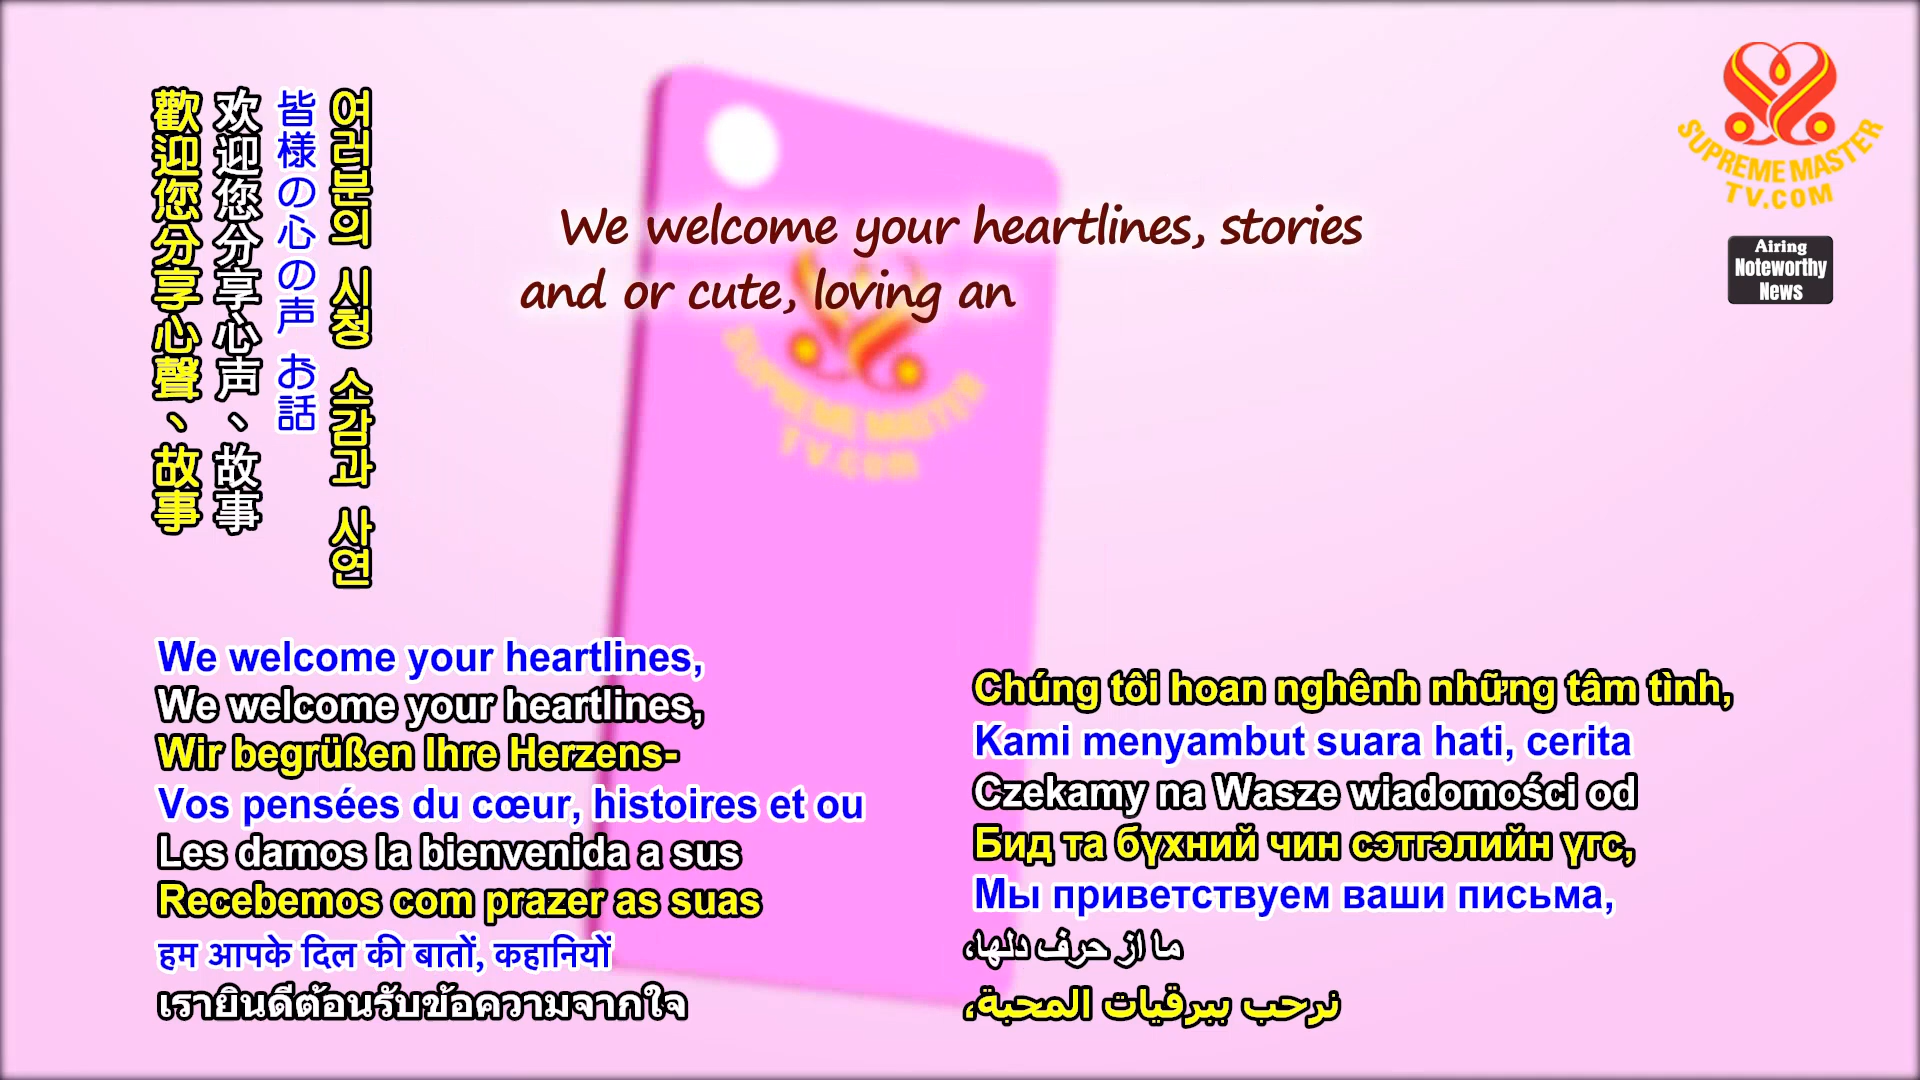 歡迎您分享心聲、故事
欢迎您分享心声、故事
皆様の心の声 お話
여러분의 시청 소감과 사연
We welcome your heartlines, stories
and or cute, loving an
SUPREME MASTER
TV.com
SUPREME MASTER
TV.COM
Airing
Noteworthy
News
We welcome your heartlines,
We welcome your heartlines,
Wir begrüßen Ihre Herzens-
Vos pensées du cœur, histoires et ou
Les damos la bienvenida a sus
Recebemos com prazer as suas
हम आपके दिल की बातों, कहानियों
เรายินดีต้อนรับข้อความจากใจ
Chúng tôi hoan nghênh những tâm tình,
Kami menyambut suara hati, cerita
Czekamy na Wasze wiadomości od
Бид та бүхний чин сэтгэлийн үгс,
Мы приветствуем ваши письма,
ما از حرف دلها،
نرحب ببرقيات المحبة،